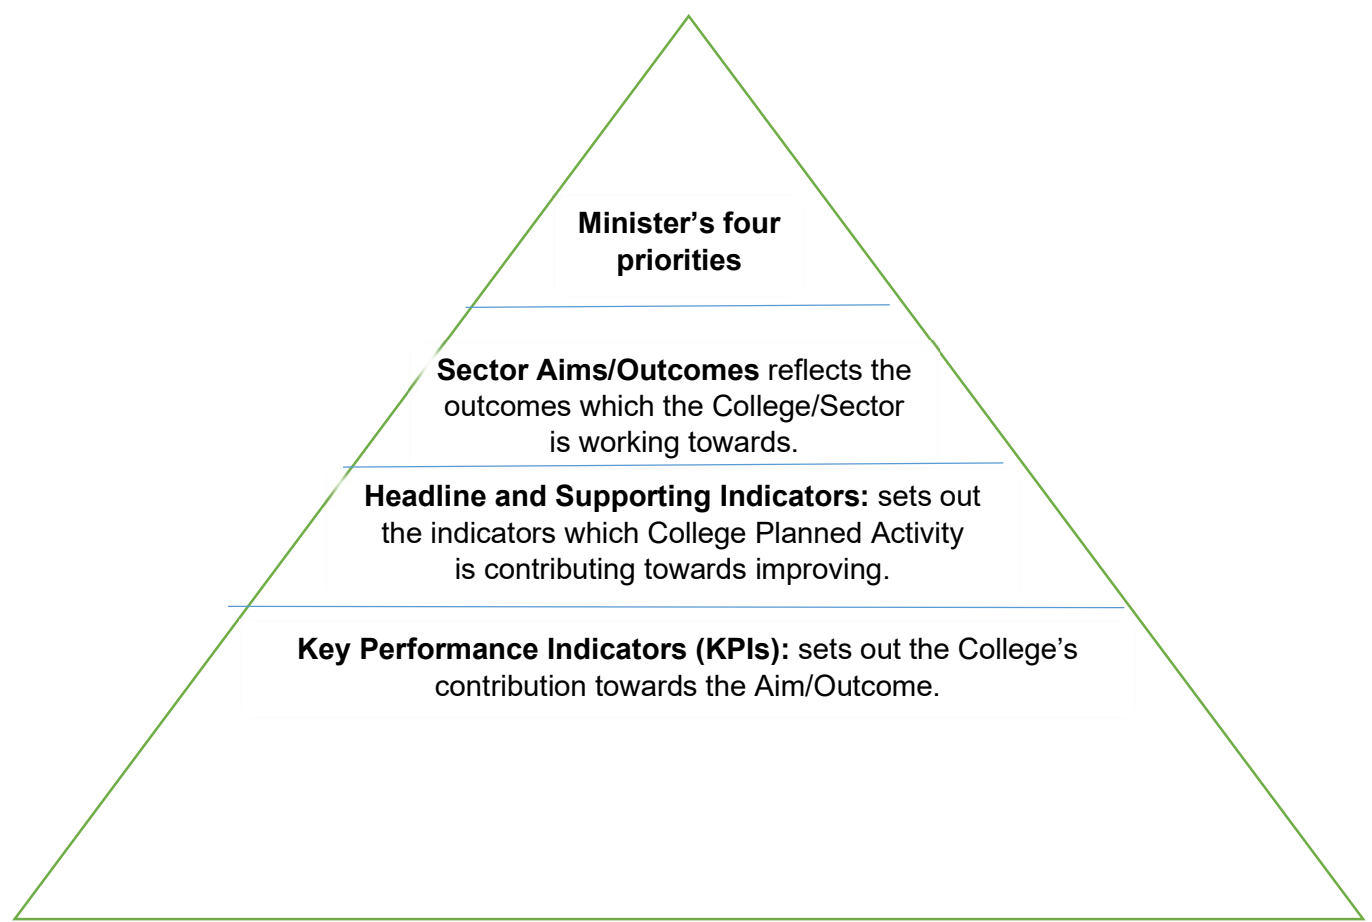 Minister’s four
priorities
Sector Aims/Outcomes reflects the
outcomes which the College/Sector
is working towards.
Headline and Supporting Indicators: sets out
the indicators which College Planned Activity
is contributing towards improving.
Key Performance Indicators (KPIs): sets out the College’s
contribution towards the Aim/Outcome.